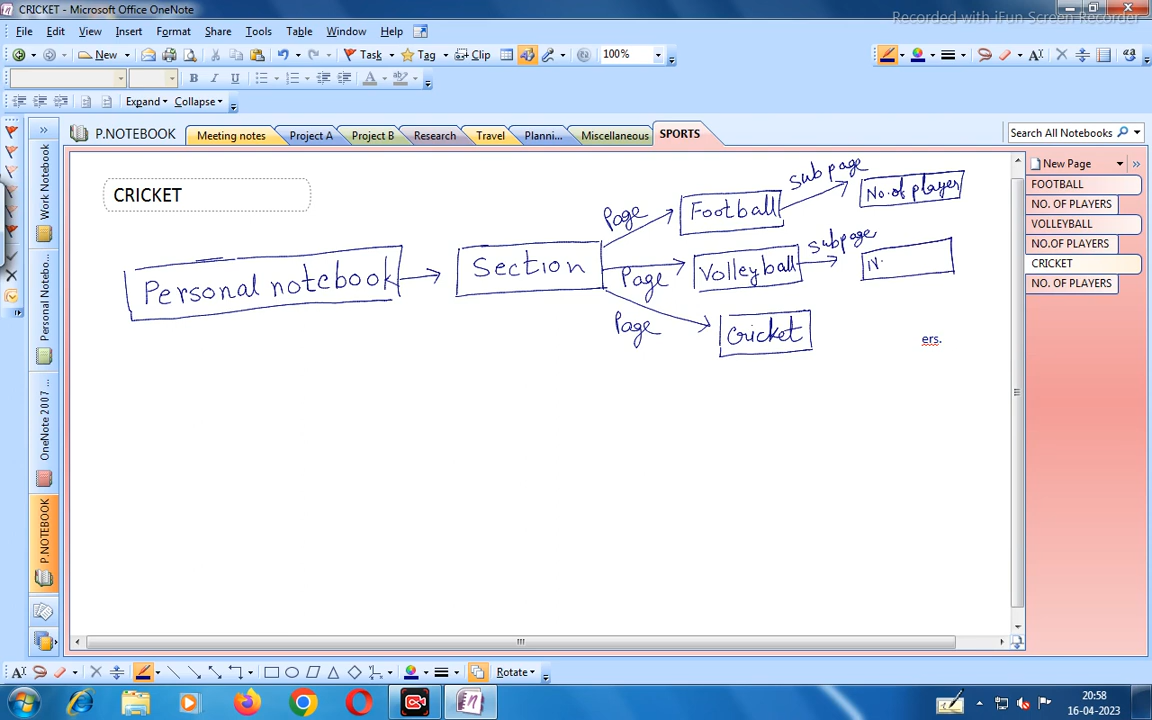 CRICKET - Microsoft Office OneNote
Recorded with iFun Screen Recorder
File Edit View Insert Format Share Tools Table Window Help
New Task Tag Clip 100%
Expand Collapse
P.NOTEBOOK Meeting notes Project A Project B Research Travel Planni... Miscellaneous SPORTS Search All Notebooks
Work Notebook
Personal Notebo...
OneNote 2007 ...
P.NOTEBOOK
CRICKET
Personal notebook
Section
Page
Page
Page
Football
Volleyball
Cricket
Subpage
Subpage
No. of player
N.
ers.
New Page
FOOTBALL
NO. OF PLAYERS
VOLLEYBALL
NO.OF PLAYERS
CRICKET
NO. OF PLAYERS
Rotate
20:58
16-04-2023